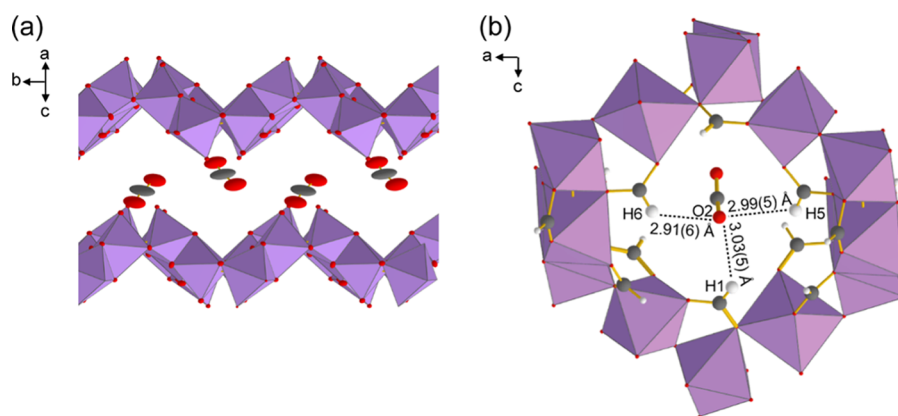 (a)
a
b
c
(b)
a
c
H6
O2
2.99(5) Å
H5
2.91(6) Å
3.03(5) Å
H1